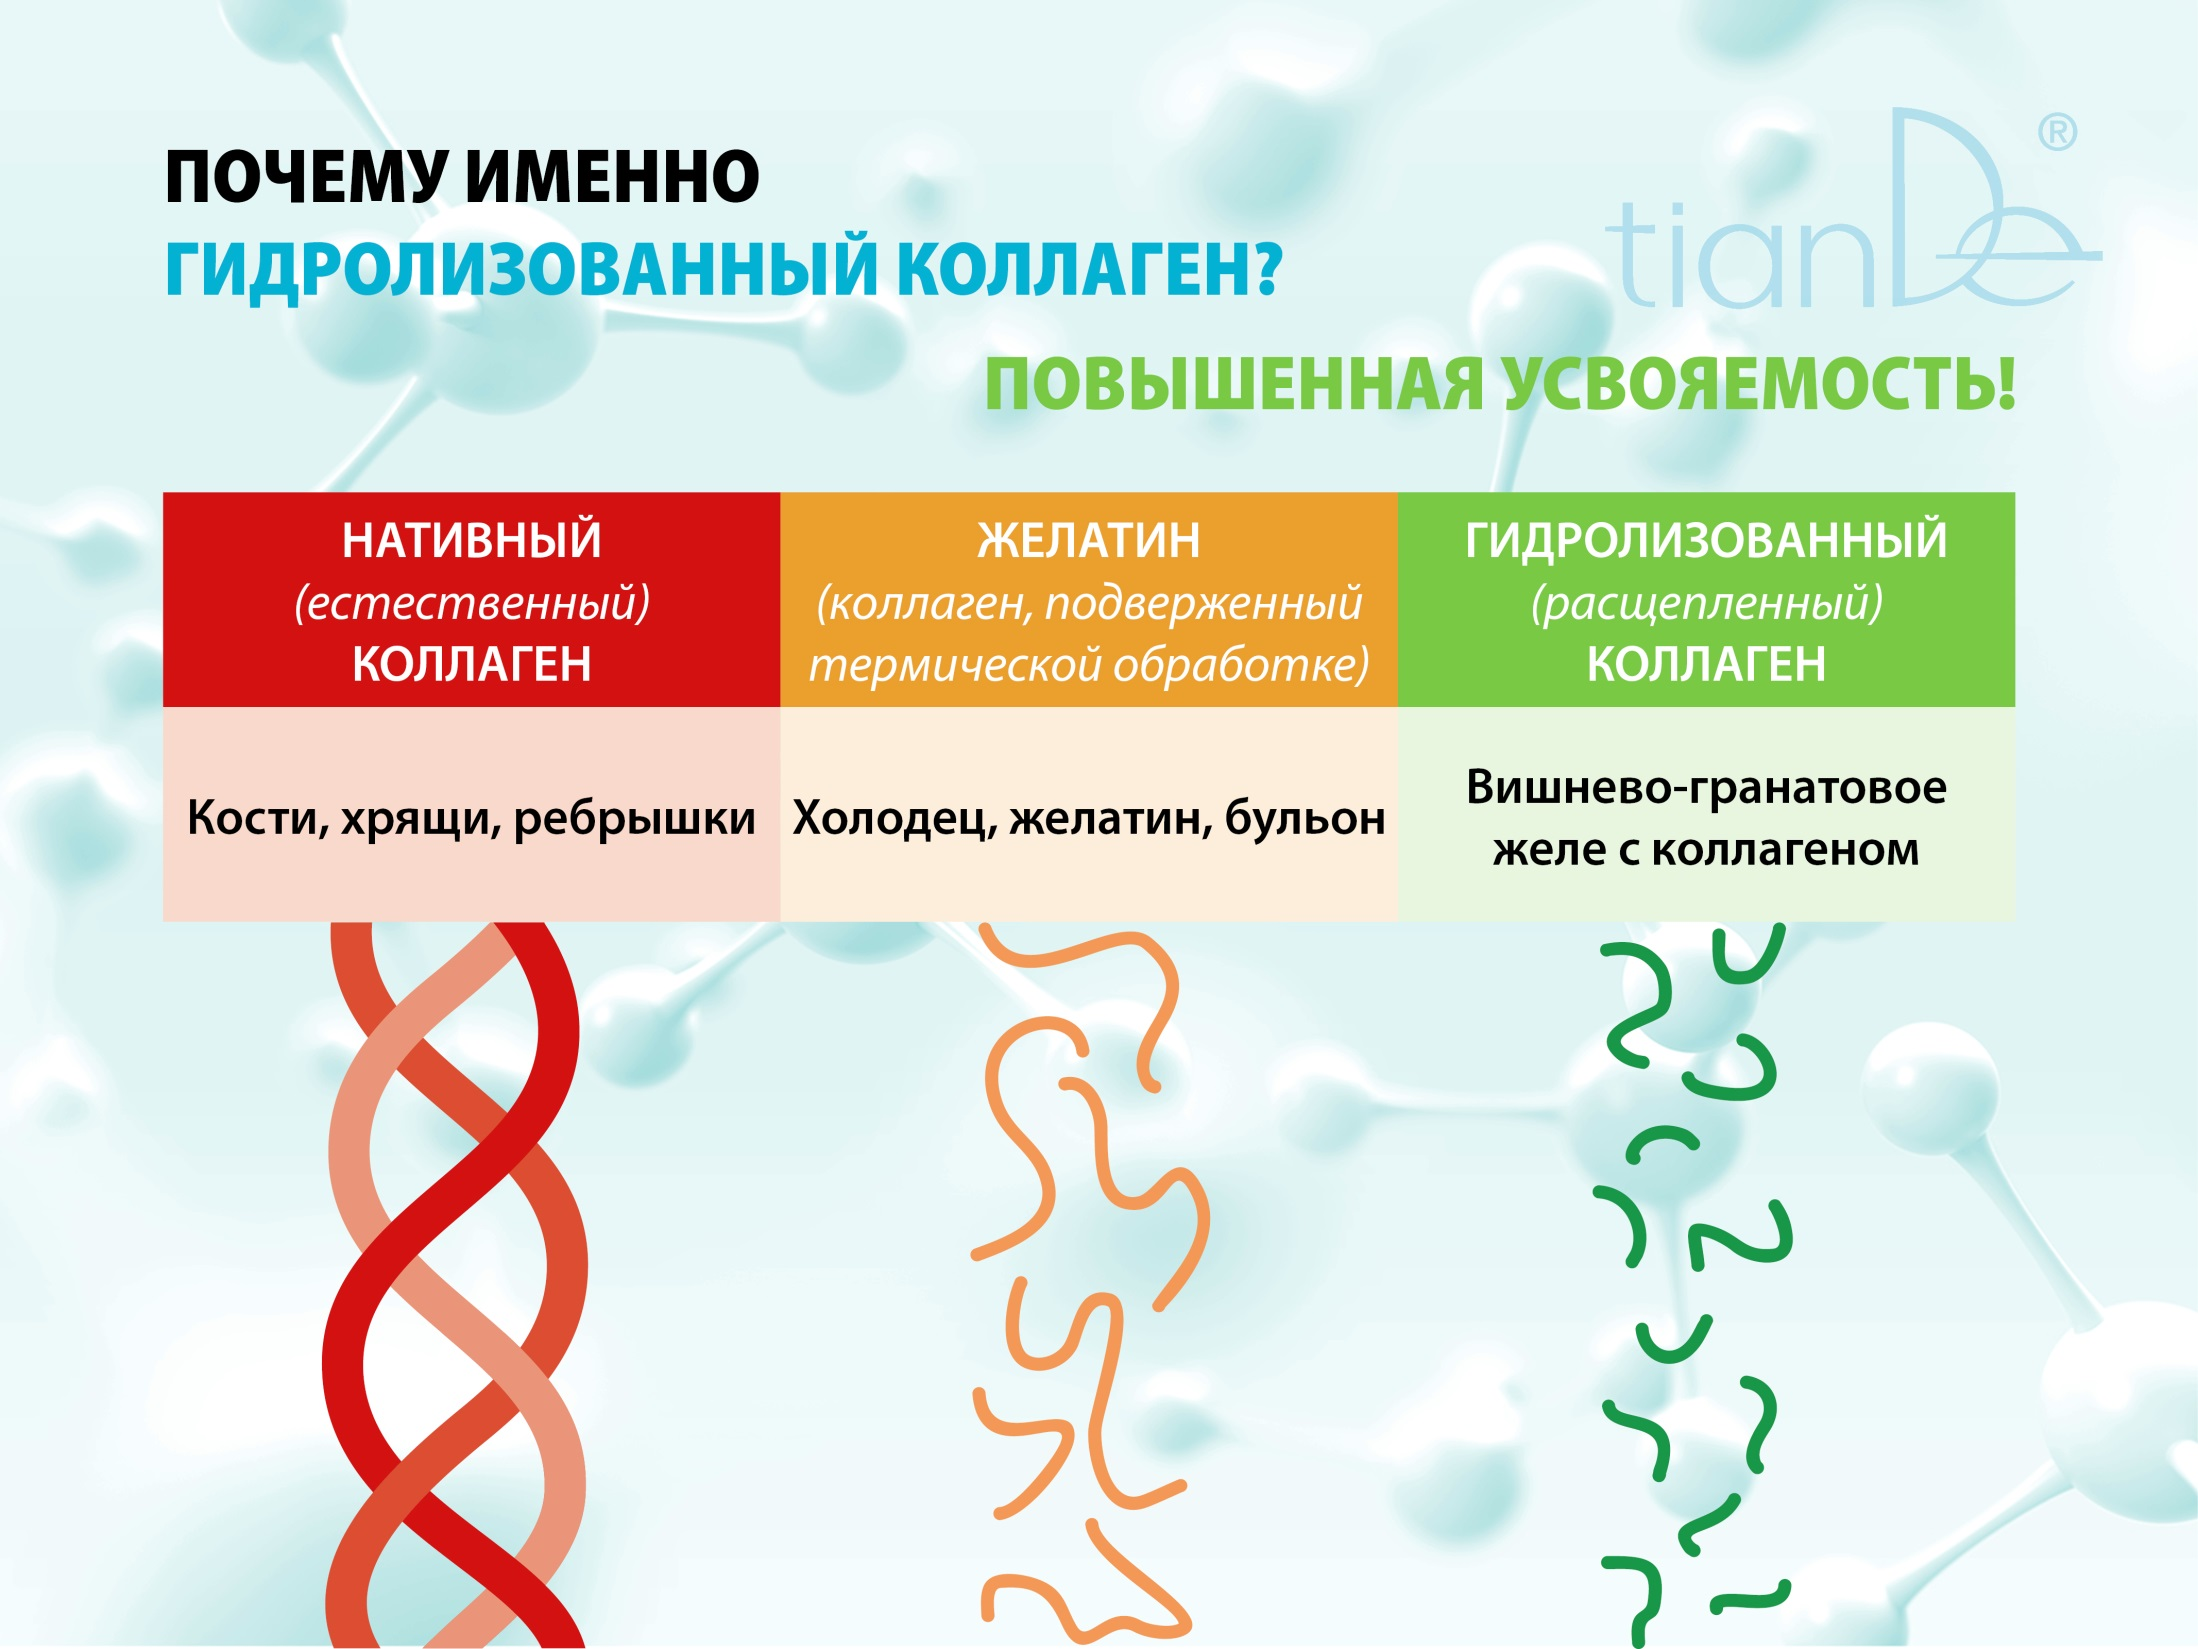 ПОЧЕМУ ИМЕННО
ГИДРОЛИЗОВАННЫЙ КОЛЛАГЕН?
tianDe®
ПОВЫШЕННАЯ УСВОЯЕМОСТЬ!
НАТИВНЫЙ
(естественный)
КОЛЛАГЕН
ЖЕЛАТИН
(коллаген, подверженный
термической обработке)
ГИДРОЛИЗОВАННЫЙ
(расщепленный)
КОЛЛАГЕН
Кости, хрящи, ребрышки
Холодец, желатин, бульон
Вишнево-гранатовое
желе с коллагеном